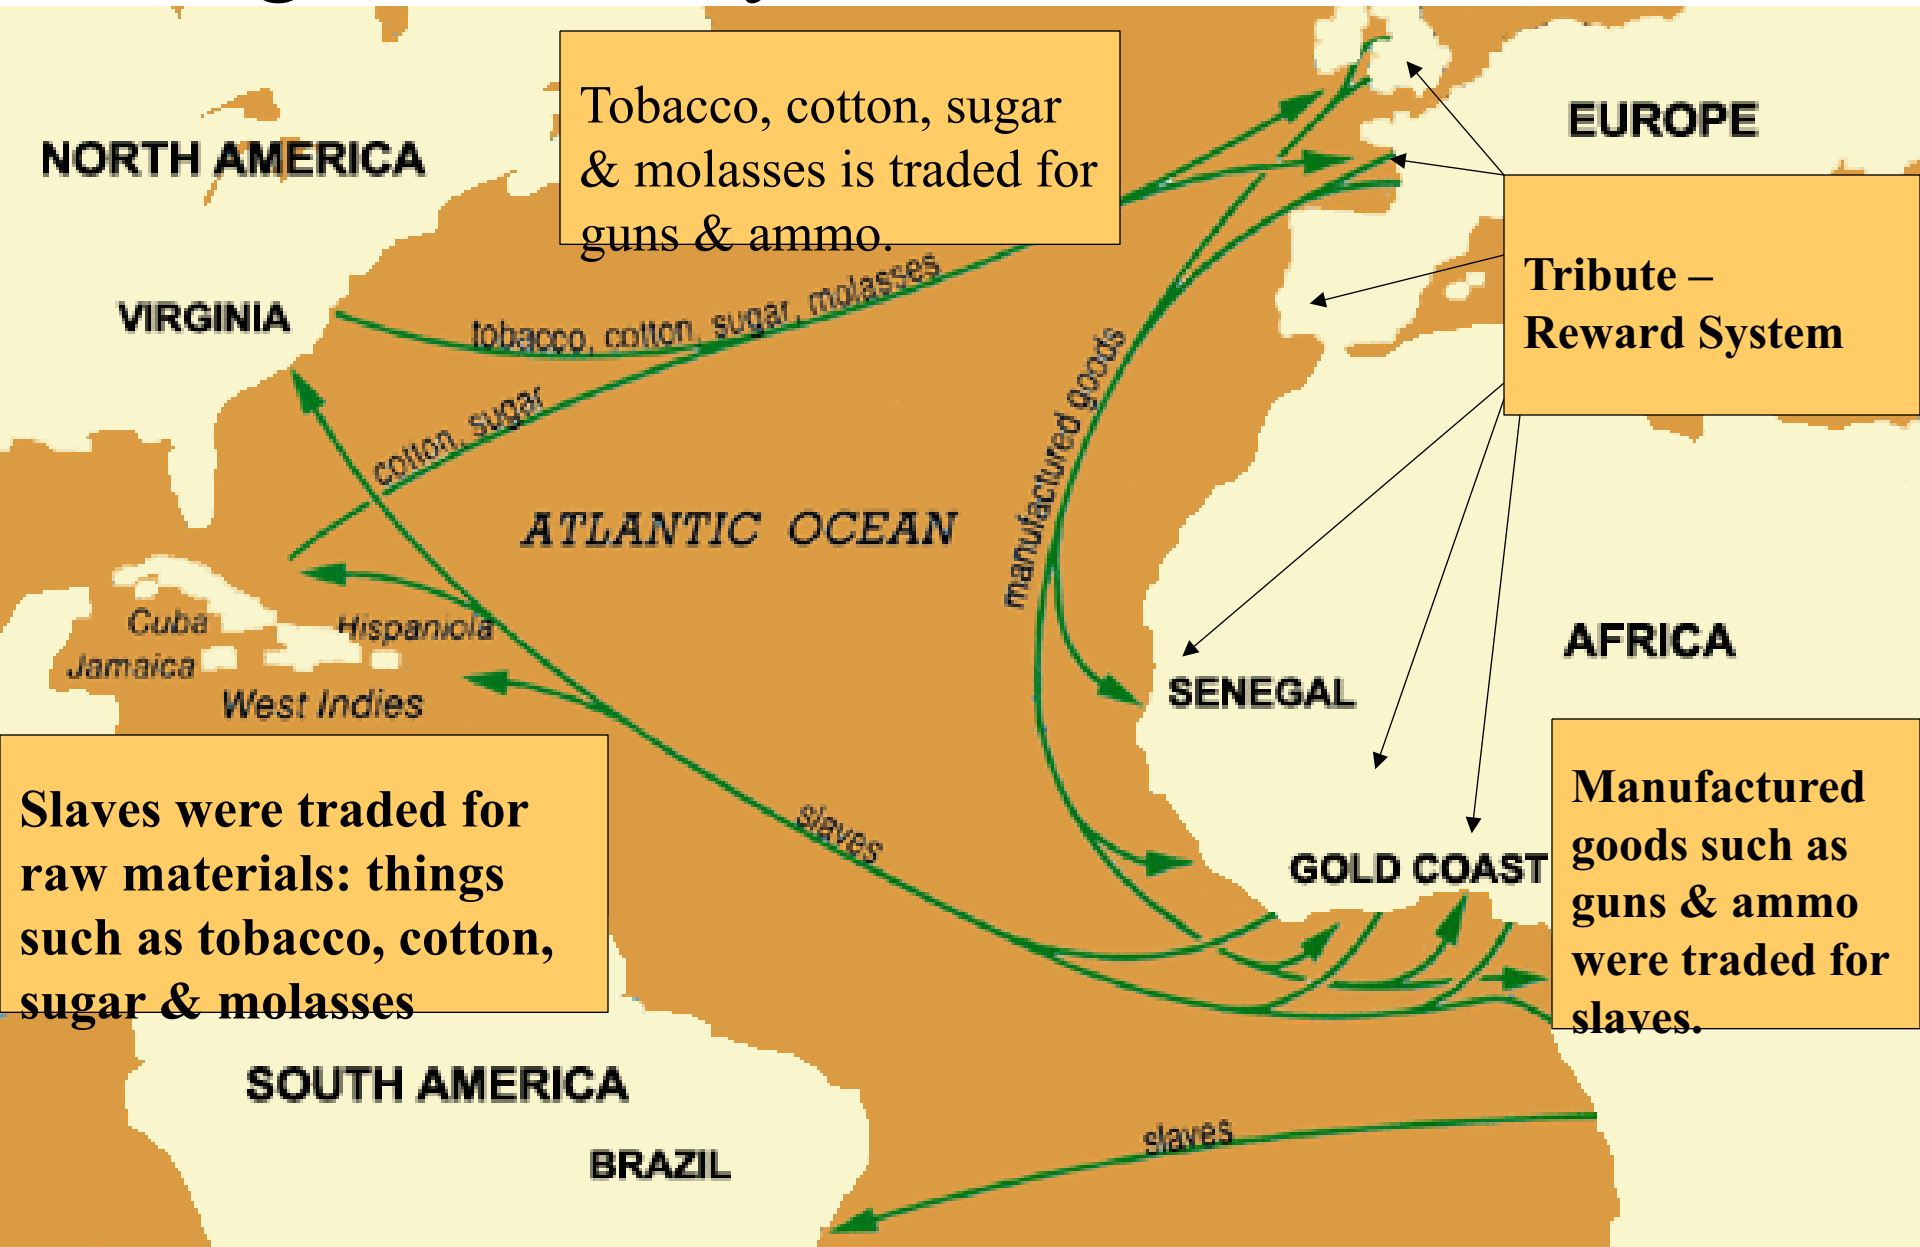 Tobacco, cotton, sugar
& molasses is traded for
guns & ammo.
EUROPE
NORTH AMERICA
Tribute –
Reward System
VIRGINIA
tobacco, cotton, sugar, molasses
cotton, sugar
manufactured goods
ATLANTIC OCEAN
Cuba
Hispaniola
Jamaica
West Indies
AFRICA
SENEGAL
Slaves were traded for
raw materials: things
such as tobacco, cotton,
sugar & molasses
slaves
GOLD COAST
Manufactured
goods such as
guns & ammo
were traded for
slaves.
SOUTH AMERICA
BRAZIL
slaves